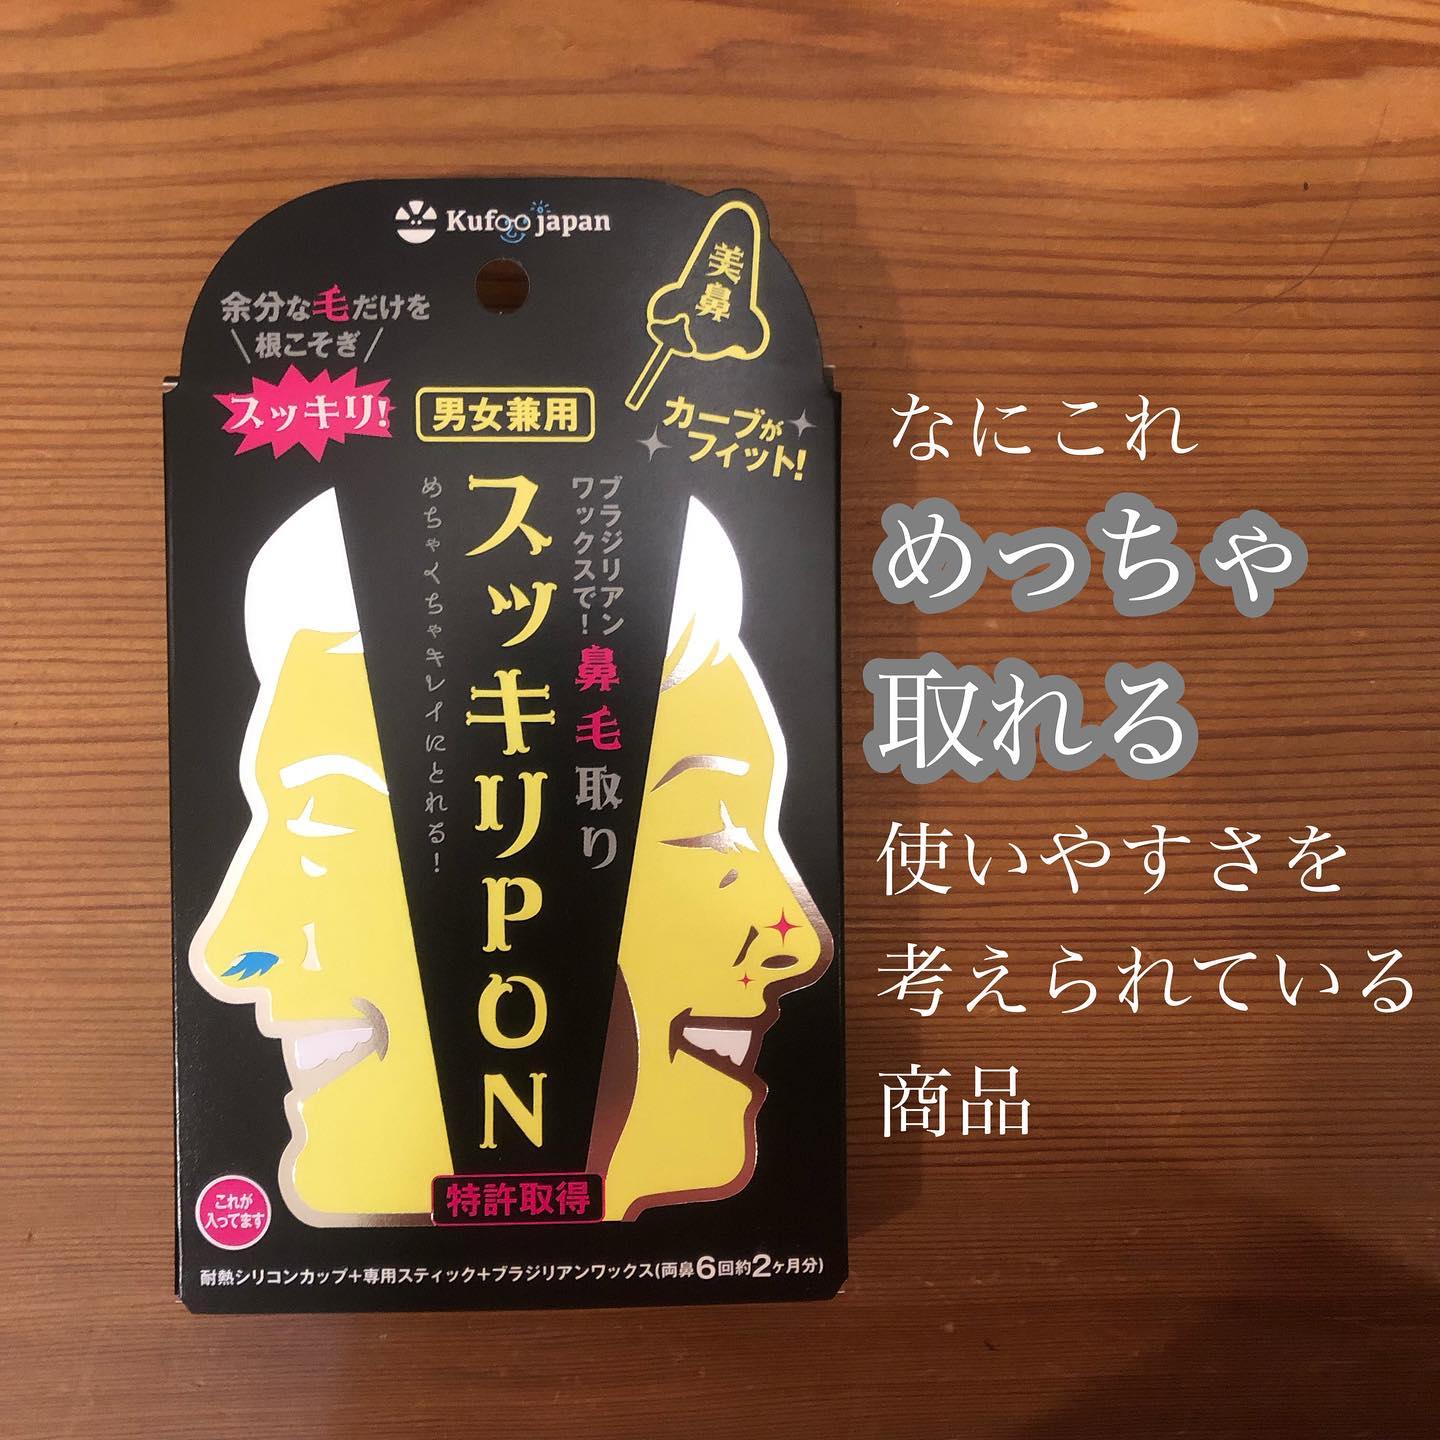 Kufoo japan
余分な毛だけを
根こそぎ
スッキリ!
男女兼用
美鼻
カーブが
フィット!
ブラジリアン
ワックスで!
鼻毛取り
スッキリPON
めちゃくちゃキレイにとれる!
特許取得
これが
入ってます
耐熱シリコンカップ+専用スティック+ブラジリアンワックス(両鼻6回約2ヶ月分)
なにこれ
めっちゃ
取れる
使いやすさを
考えられている
商品